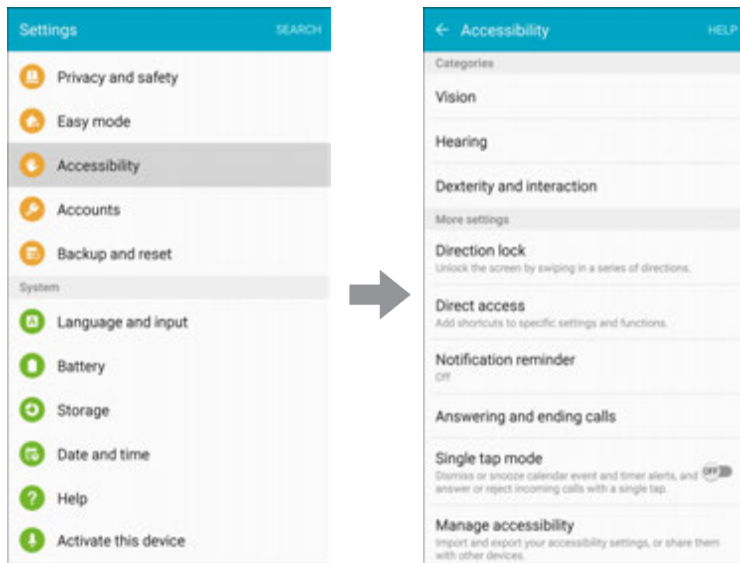 Settings
SEARCH
Privacy and safety
Easy mode
Accessibility
Accounts
Backup and reset
System
Language and input
Battery
Storage
Date and time
Help
Activate this device
Accessibility
HELP
Categories
Vision
Hearing
Dexterity and interaction
More settings
Direction lock
Unlock the screen by swiping in a series of directions.
Direct access
Add shortcuts to specific settings and functions.
Notification reminder
Off
Answering and ending calls
Single tap mode
Dismiss or snooze calendar event and timer alerts, and
answer or reject incoming calls with a single tap.
OFF
Manage accessibility
Import and export your accessibility settings, or share them
with other devices.